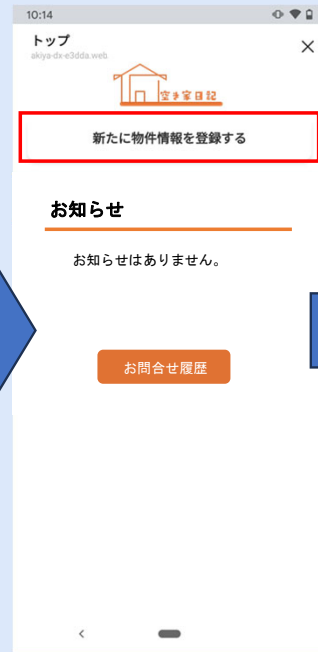 10:14
トップ
akiya-dx-e3dda.web
空き家日記
新たに物件情報を登録する
お知らせ
お知らせはありません。
お問合せ履歴